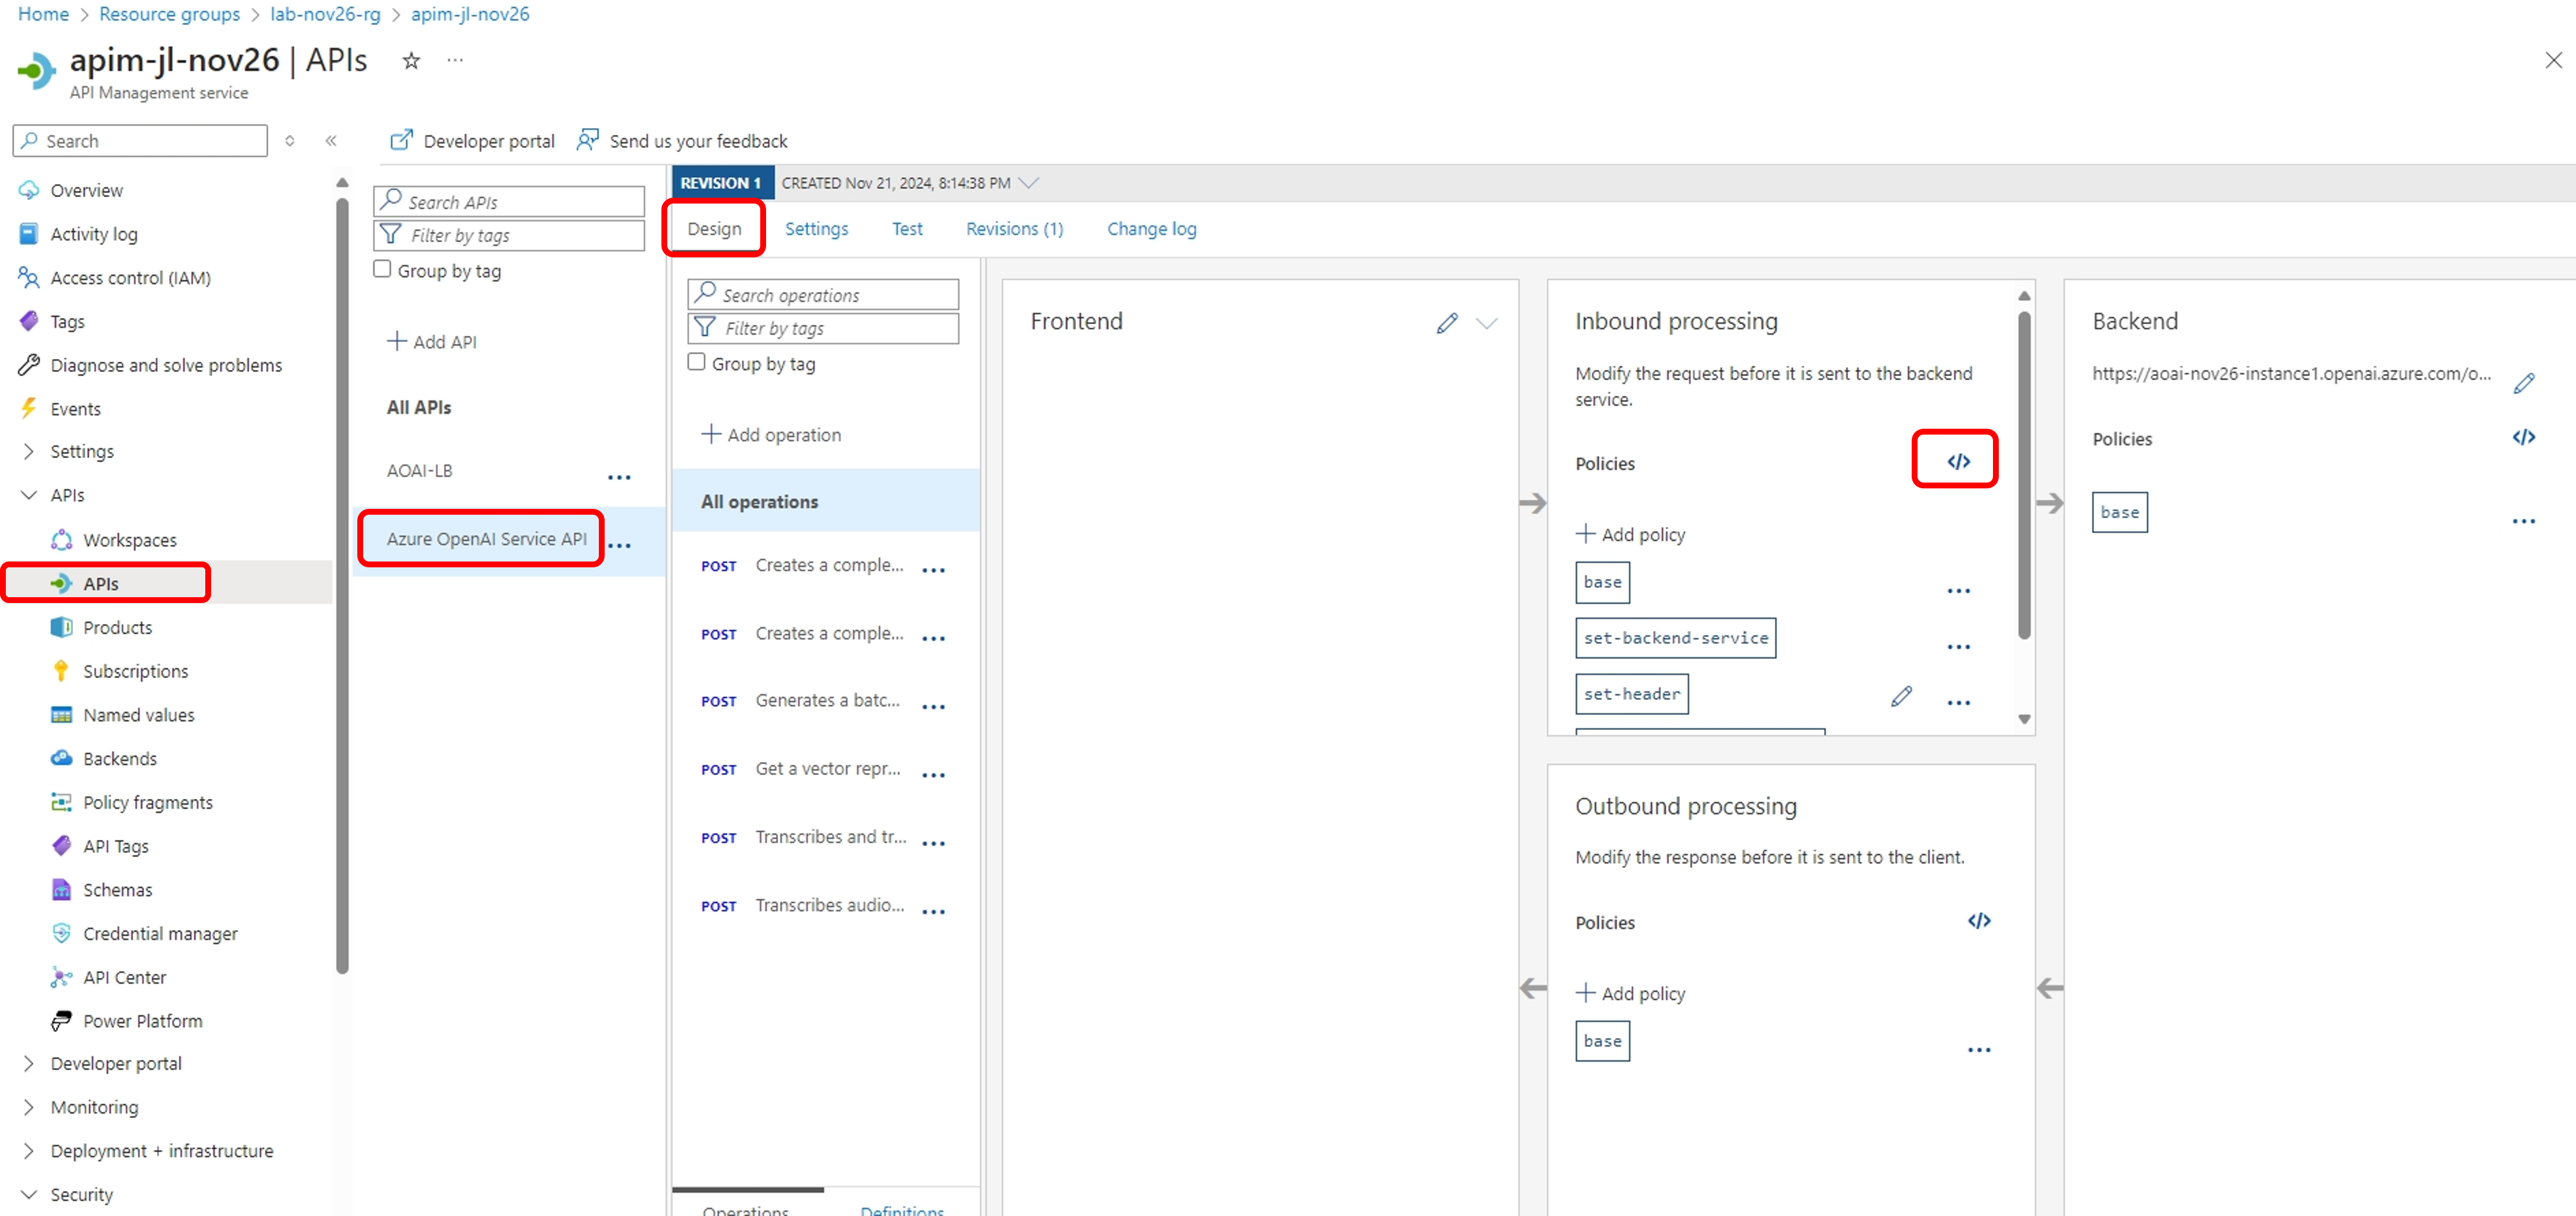 Home > Resource groups > lab-nov26-rg > apim-jl-nov26
apim-jl-nov26 | APIs
API Management service
Search
Developer portal
Send us your feedback
Overview
Activity log
Access control (IAM)
Tags
Diagnose and solve problems
Events
Settings
APIs
Workspaces
APIs
Products
Subscriptions
Named values
Backends
Policy fragments
API Tags
Schemas
Credential manager
API Center
Power Platform
Developer portal
Monitoring
Deployment + infrastructure
Security
Search APIs
Filter by tags
Group by tag
+ Add API
All APIs
AOAI-LB ...
Azure OpenAI Service API ...
REVISION 1 CREATED Nov 21, 2024, 8:14:38 PM
Design Settings Test Revisions (1) Change log
Search operations
Filter by tags
Group by tag
+ Add operation
All operations
POST Creates a comple... ...
POST Creates a comple... ...
POST Generates a batc... ...
POST Get a vector repr... ...
POST Transcribes and tr... ...
POST Transcribes audio... ...
Operations Definitions
Frontend
Inbound processing
Modify the request before it is sent to the backend
service.
Policies </>
+ Add policy
base ...
set-backend-service ...
set-header ...
Outbound processing
Modify the response before it is sent to the client.
Policies </>
+ Add policy
base ...
Backend
https://aoai-nov26-instance1.openai.azure.com/o...
Policies </>
base ...